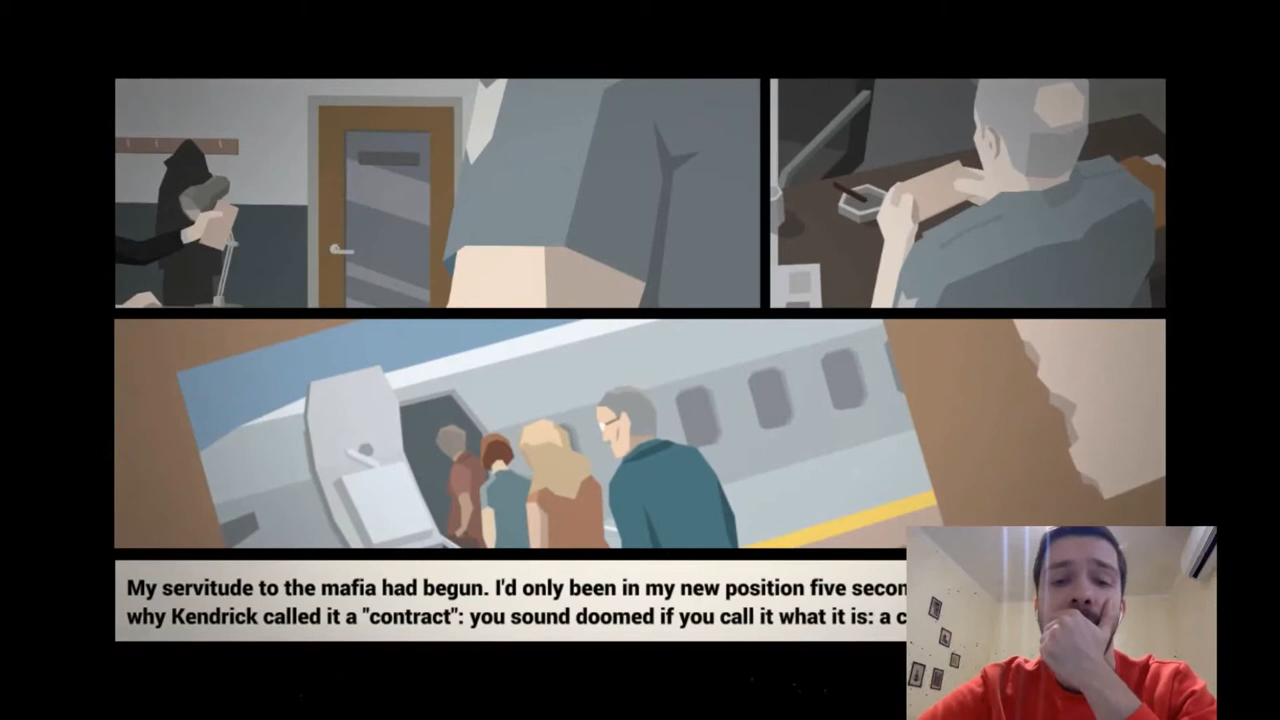 My servitude to the mafia had begun. I'd only been in my new position five
why Kendrick called it a "contract": you sound doomed if you call it what it is: a